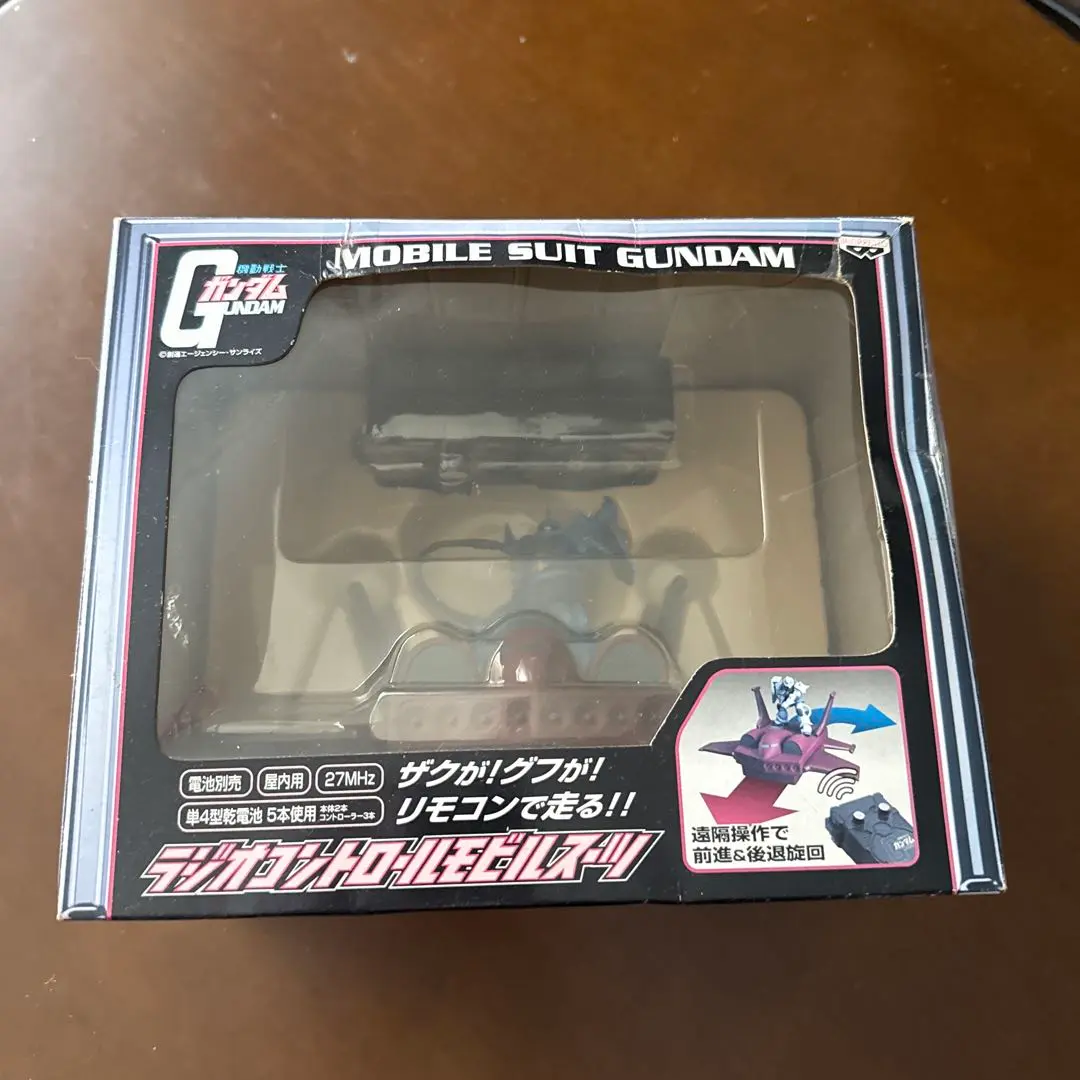 MOBILE SUIT GUNDAM
機動戦士
ガンダム
GUNDAM
©創通エージェンシー・サンライズ
電池別売 屋内用 27MHz
単4型乾電池 5本使用 本体2本
コントローラー3本
ザクが!グフが!
リモコンで走る!!
ラジオコントロールモビルスーツ
遠隔操作で
前進&後退旋回